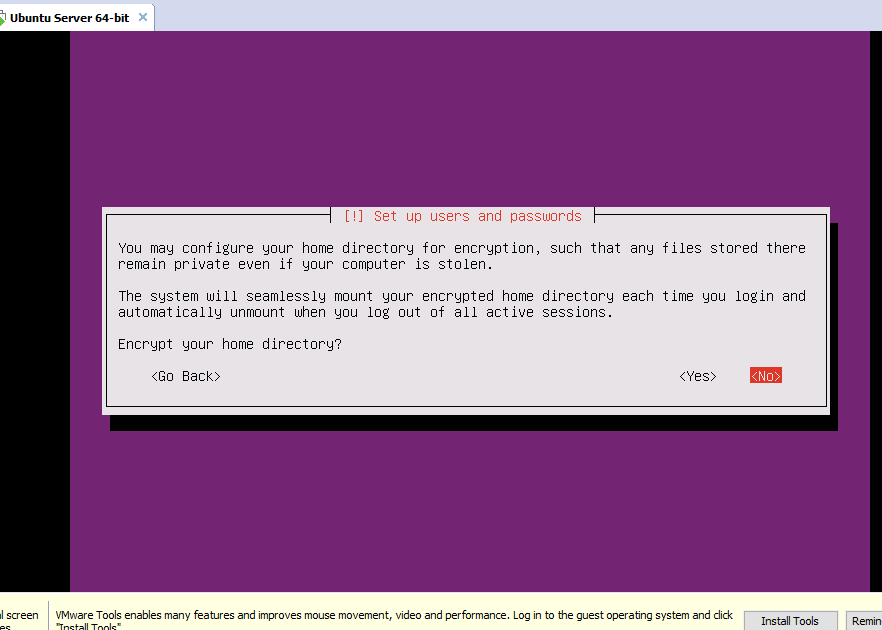 Ubuntu Server 64-bit
[!] Set up users and passwords
You may configure your home directory for encryption, such that any files stored there
remain private even if your computer is stolen.
The system will seamlessly mount your encrypted home directory each time you login and
automatically unmount when you log out of all active sessions.
Encrypt your home directory?
<Go Back> <Yes> <No>
l screen
VMware Tools enables many features and improves mouse movement, video and performance. Log in to the guest operating system and click
"Install Tools"
Install Tools
Remin